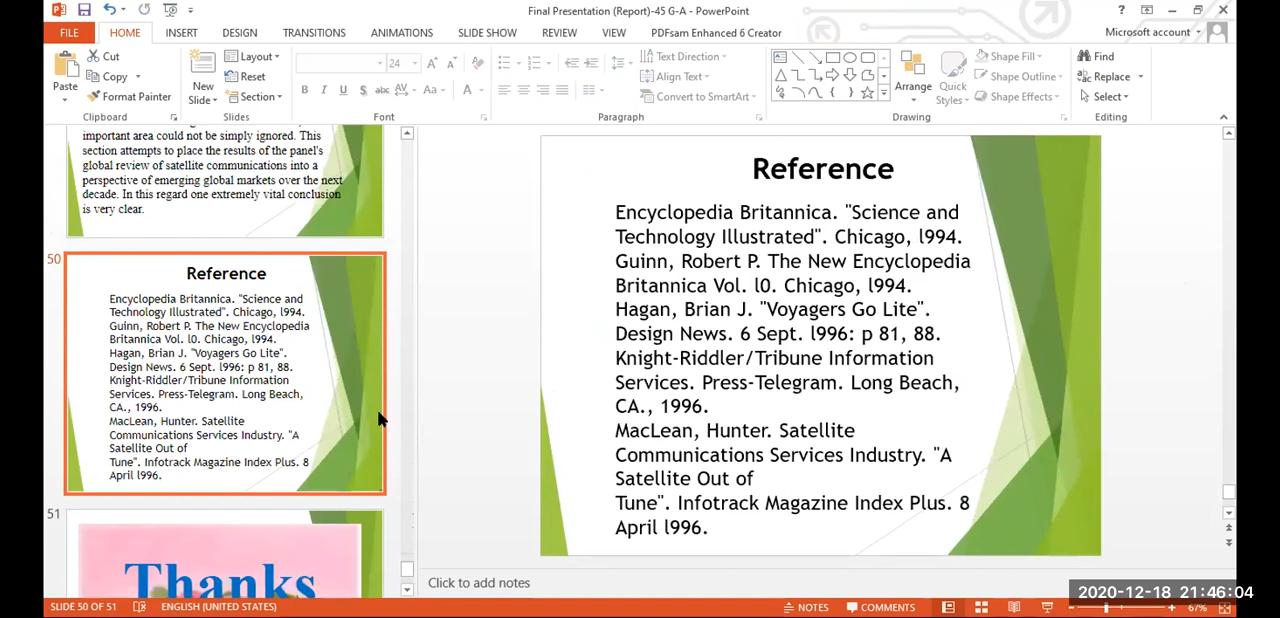 Final Presentation (Report)-45 G-A - PowerPoint
FILE HOME INSERT DESIGN TRANSITIONS ANIMATIONS SLIDE SHOW REVIEW VIEW PDFsam Enhanced 6 Creator Microsoft account
Paste
Cut
Copy
Format Painter
Clipboard
New
Slide
Layout
Reset
Section
Slides
24
Font
Text Direction
Align Text
Convert to SmartArt
Paragraph
Arrange
Quick
Styles
Shape Fill
Shape Outline
Shape Effects
Drawing
Find
Replace
Select
Editing
important area could not be simply ignored. This
section attempts to place the results of the panel's
global review of satellite communications into a
perspective of emerging global markets over the next
decade. In this regard one extremely vital conclusion
is very clear.
50
Reference
Encyclopedia Britannica. "Science and
Technology Illustrated". Chicago, l994.
Guinn, Robert P. The New Encyclopedia
Britannica Vol. l0. Chicago, l994.
Hagan, Brian J. "Voyagers Go Lite".
Design News. 6 Sept. l996: p 81, 88.
Knight-Riddler/Tribune Information
Services. Press-Telegram. Long Beach,
CA., 1996.
MacLean, Hunter. Satellite
Communications Services Industry. "A
Satellite Out of
Tune". Infotrack Magazine Index Plus. 8
April l996.
51
Thanks
Reference
Encyclopedia Britannica. "Science and
Technology Illustrated". Chicago, l994.
Guinn, Robert P. The New Encyclopedia
Britannica Vol. l0. Chicago, l994.
Hagan, Brian J. "Voyagers Go Lite".
Design News. 6 Sept. l996: p 81, 88.
Knight-Riddler/Tribune Information
Services. Press-Telegram. Long Beach,
CA., 1996.
MacLean, Hunter. Satellite
Communications Services Industry. "A
Satellite Out of
Tune". Infotrack Magazine Index Plus. 8
April l996.
Click to add notes
2020-12-18 21:46:04
SLIDE 50 OF 51 ENGLISH (UNITED STATES) NOTES COMMENTS 67%